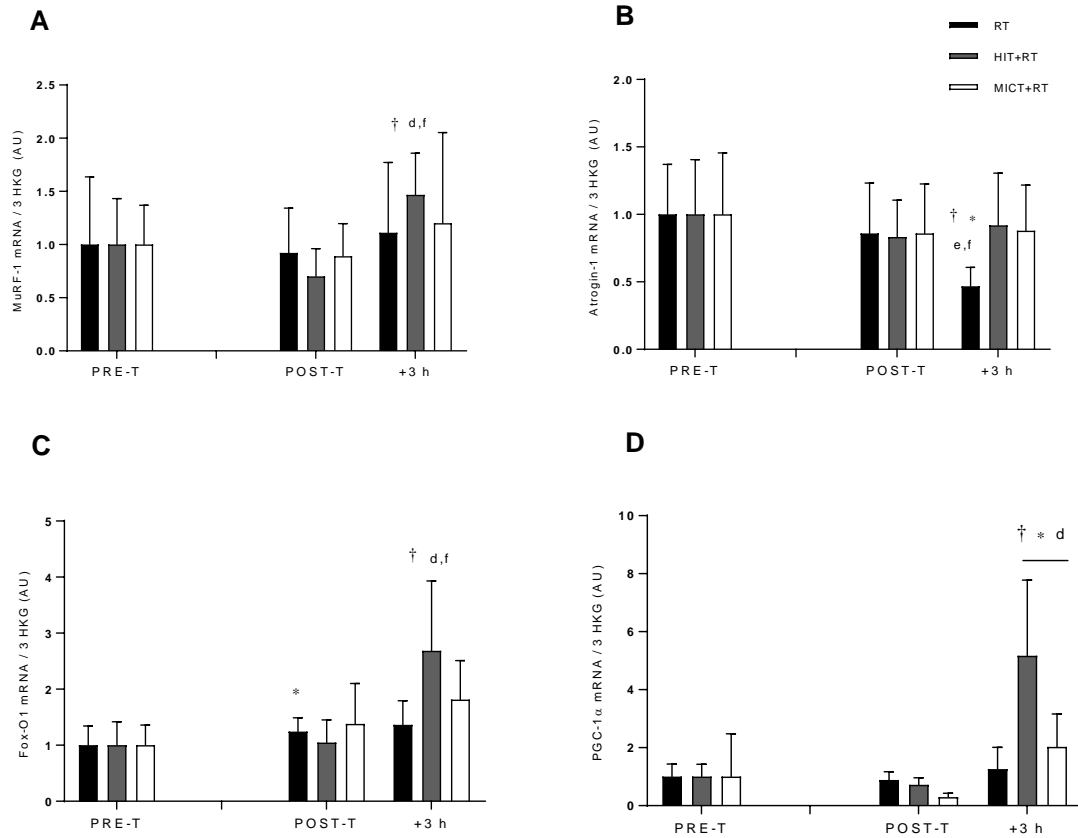 A
MuRF-1 mRNA / 3 HKG (AU)
2.5
2.0
1.5
1.0
0.5
0.0
† d,f
PRE-T POST-T +3 h
B
RT
HIT+RT
MICT+RT
Atrogin-1 mRNA / 3 HKG (AU)
2.0
1.5
1.0
0.5
0.0
† *
e,f
PRE-T POST-T +3 h
C
Fox-O1 mRNA / 3 HKG (AU)
5
4
3
2
1
0
*
† d,f
PRE-T POST-T +3 h
D
PGC-1α mRNA / 3 HKG (AU)
10
8
6
4
2
0
† * d
PRE-T POST-T +3 h